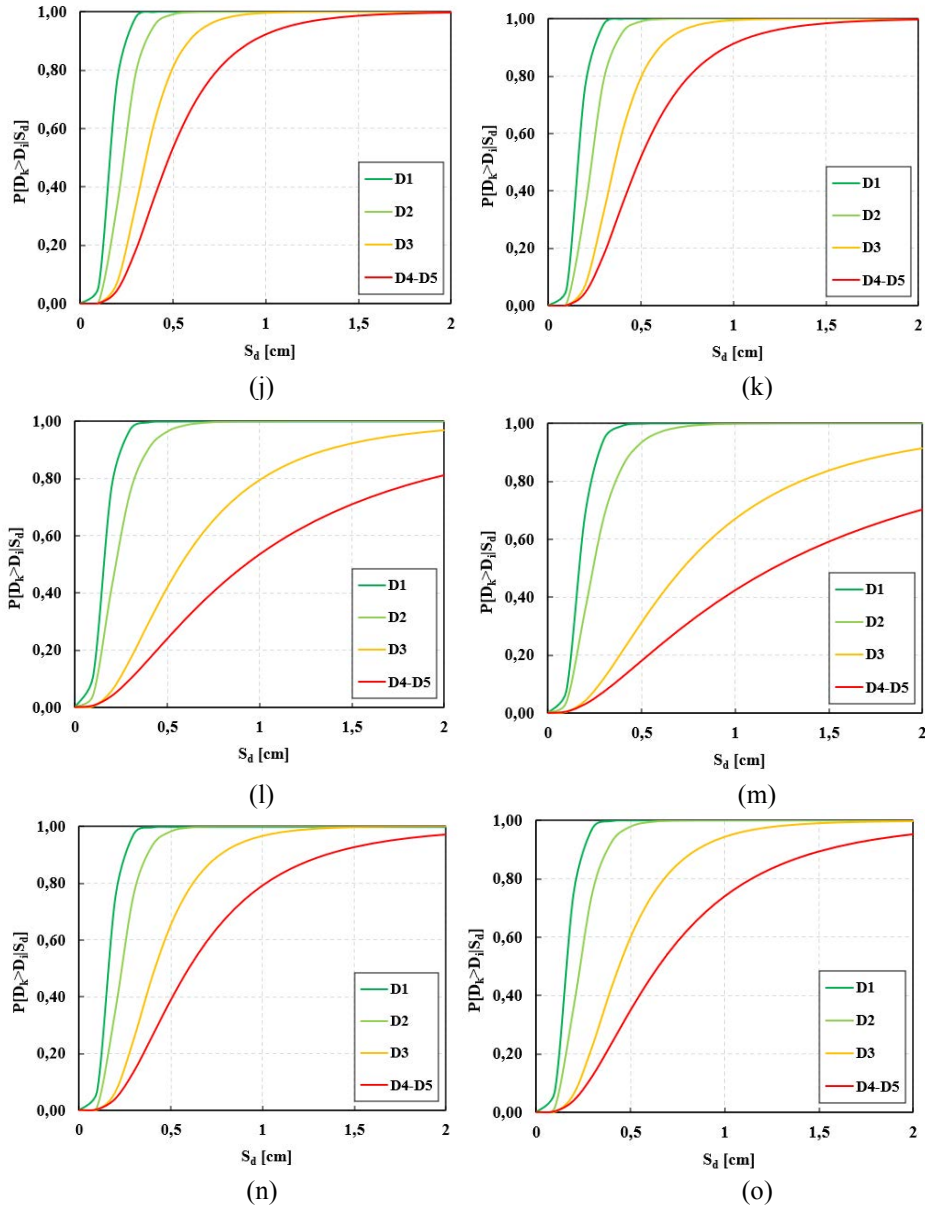 1,00
0,80
0,60
0,40
0,20
0,00
P[Dk>Di|Sd]
D1
D2
D3
D4-D5
0 0,5 1 1,5 2
Sd [cm]
(j)
1,00
0,80
0,60
0,40
0,20
0,00
P[Dk>Di|Sd]
D1
D2
D3
D4-D5
0 0,5 1 1,5 2
Sd [cm]
(k)
1,00
0,80
0,60
0,40
0,20
0,00
P[Dk>Di|Sd]
D1
D2
D3
D4-D5
0 0,5 1 1,5 2
Sd [cm]
(l)
1,00
0,80
0,60
0,40
0,20
0,00
P[Dk>Di|Sd]
D1
D2
D3
D4-D5
0 0,5 1 1,5 2
Sd [cm]
(m)
1,00
0,80
0,60
0,40
0,20
0,00
P[Dk>Di|Sd]
D1
D2
D3
D4-D5
0 0,5 1 1,5 2
Sd [cm]
(n)
1,00
0,80
0,60
0,40
0,20
0,00
P[Dk>Di|Sd]
D1
D2
D3
D4-D5
0 0,5 1 1,5 2
Sd [cm]
(o)